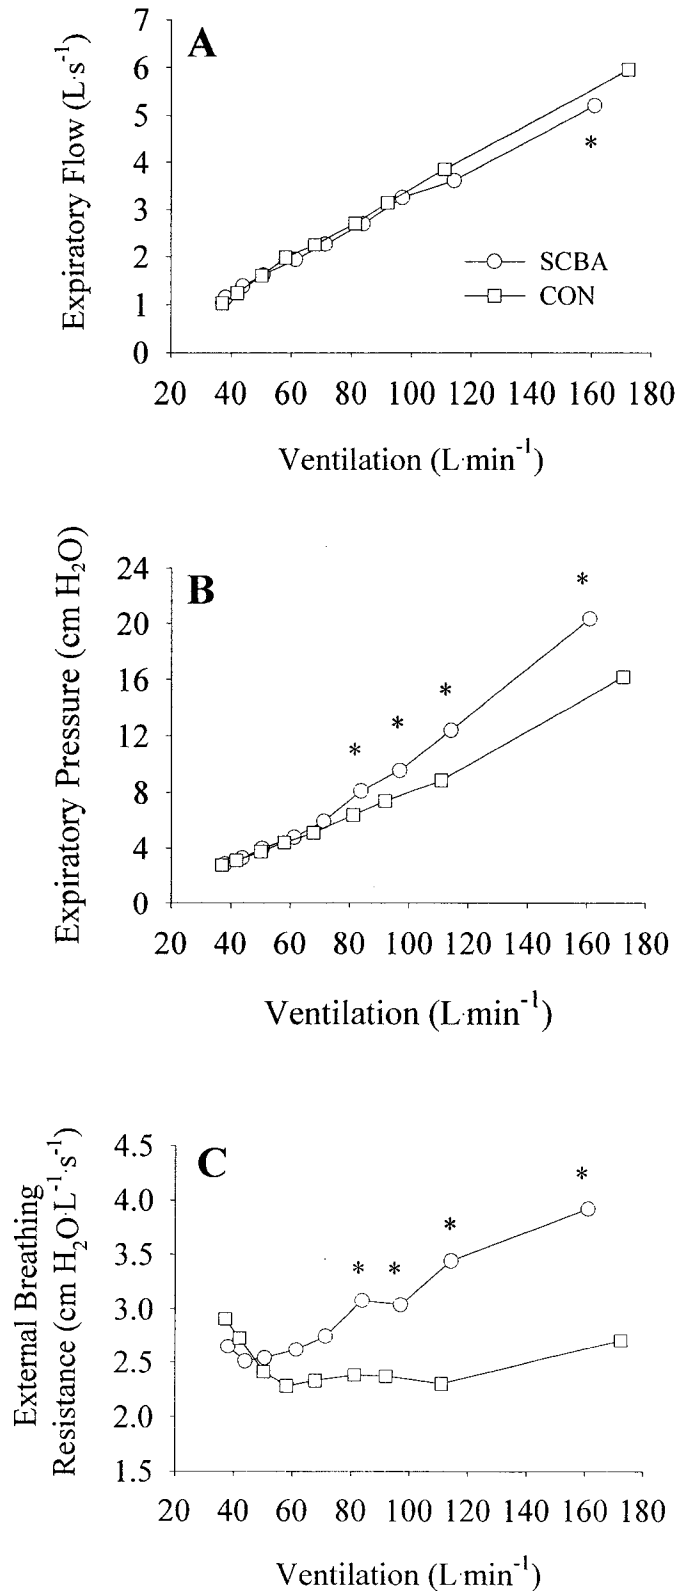 A
Expiratory Flow (L·s⁻¹)
7
6
5
4
3
2
1
0
*
SCBA
CON
20 40 60 80 100 120 140 160 180
Ventilation (L·min⁻¹)
B
Expiratory Pressure (cm H₂O)
24
20
16
12
8
4
0
* * * *
20 40 60 80 100 120 140 160 180
Ventilation (L·min⁻¹)
C
External Breathing
Resistance (cm H₂O·L⁻¹·s⁻¹)
4.5
4.0
3.5
3.0
2.5
2.0
1.5
* * * *
20 40 60 80 100 120 140 160 180
Ventilation (L·min⁻¹)